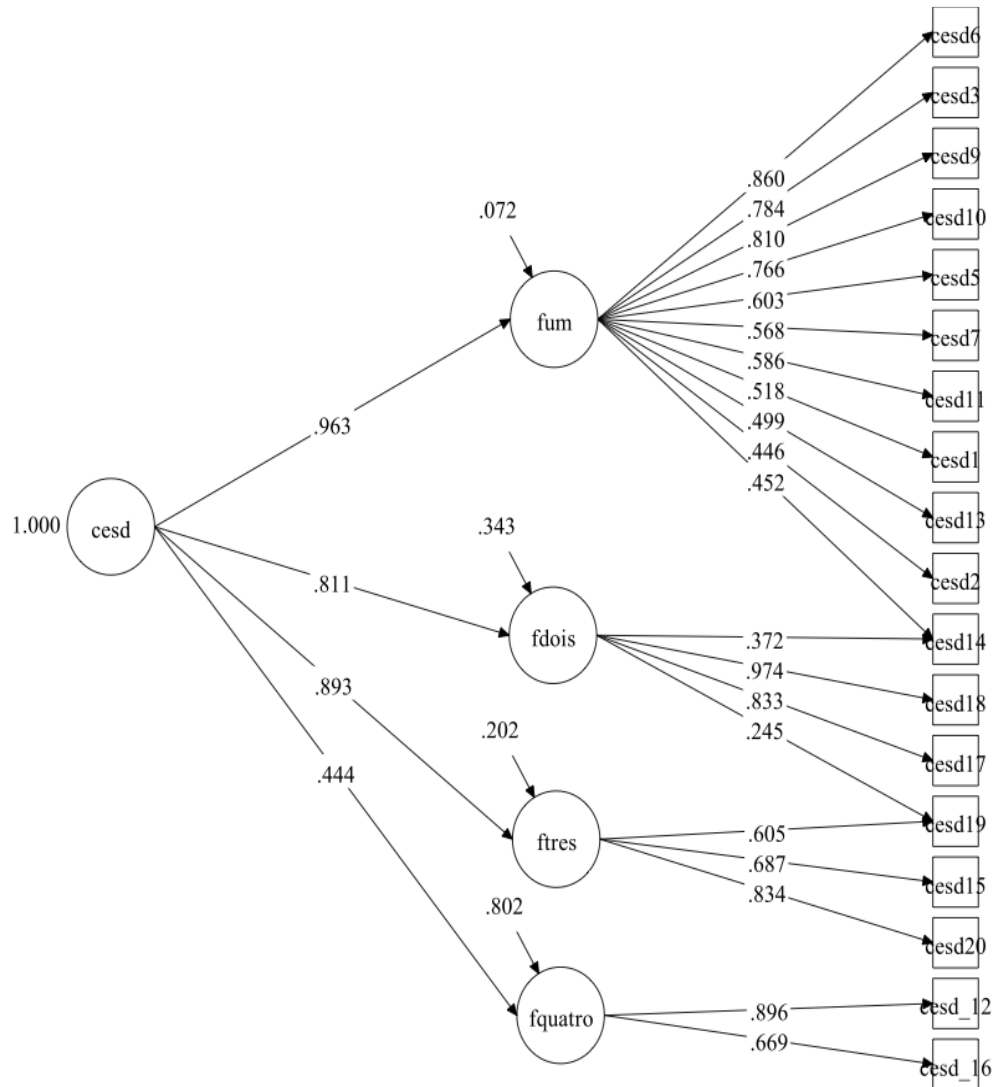 cesd6
cesd3
cesd9
.860
.072
.784
cesd10
.810
.766
cesd5
.603
fum
cesd7
.568
.586
cesd11
.518
.963
.499
.446
cesd1
.452
1.000
cesd
cesd13
.343
.811
cesd2
fdois
.372
cesd14
.974
.893
.833
cesd18
.202
.245
.444
cesd17
ftres
.605
cesd19
.687
cesd15
.834
.802
cesd20
fquatro
.896
cesd_12
.669
cesd_16